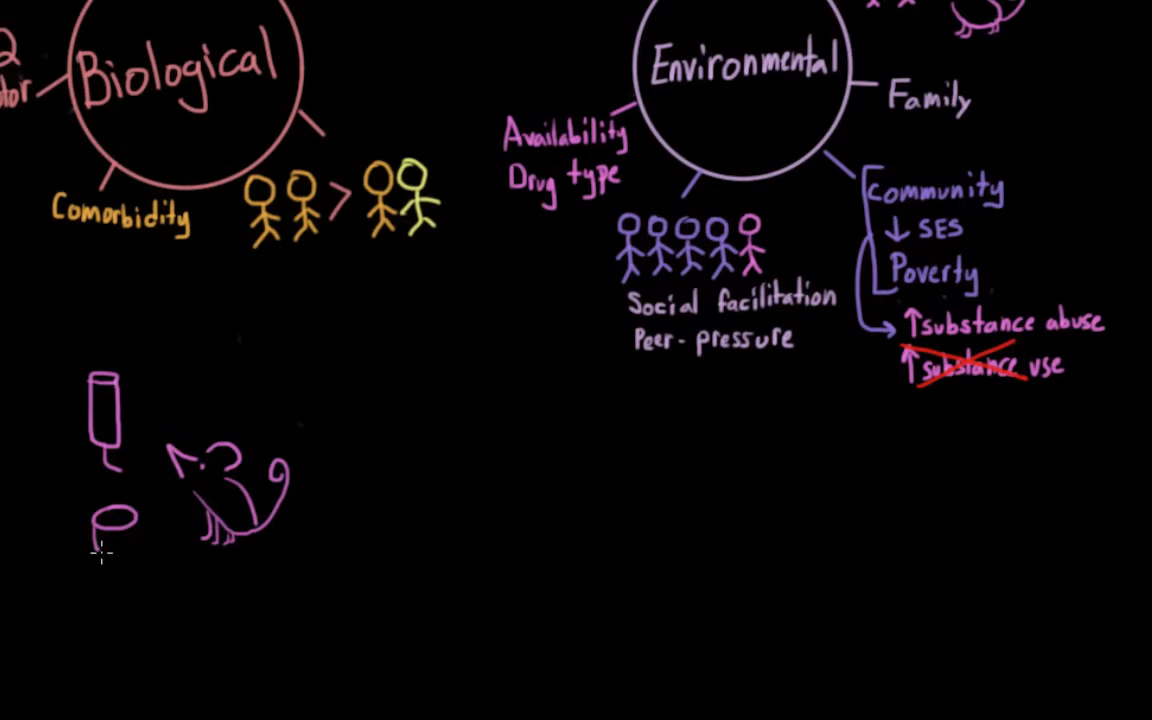 Biological
Comorbidity
>
Environmental
Availability
Drug type
Family
Community
↓ SES
Poverty
↑ substance abuse
↑ substance use
Social facilitation
Peer-pressure